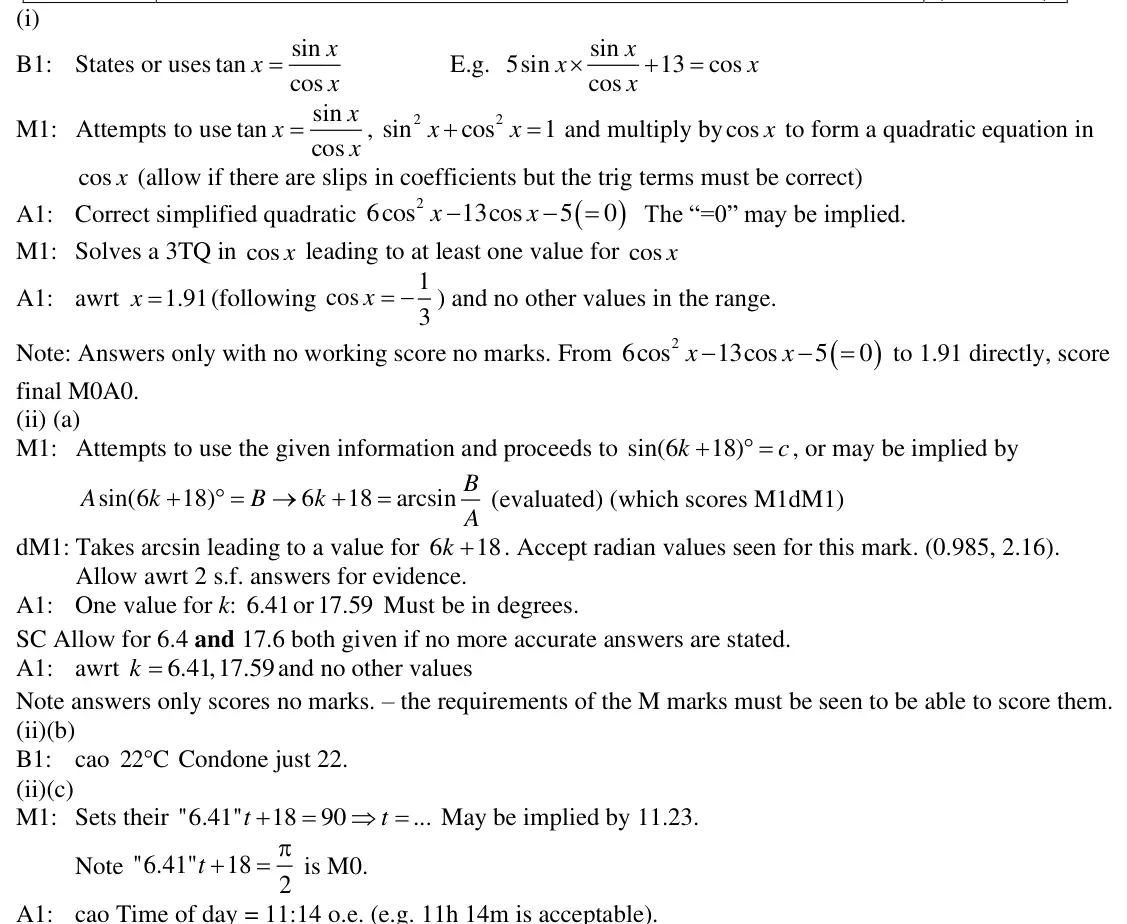 (i)
B1: States or uses tan x = sin x / cos x E.g. 5sin x × sin x / cos x + 13 = cos x
M1: Attempts to use tan x = sin x / cos x , sin² x + cos² x = 1 and multiply by cos x to form a quadratic equation in
cos x (allow if there are slips in coefficients but the trig terms must be correct)
A1: Correct simplified quadratic 6cos² x − 13cos x − 5(= 0) The “=0” may be implied.
M1: Solves a 3TQ in cos x leading to at least one value for cos x
A1: awrt x = 1.91 (following cos x = − 1/3 ) and no other values in the range.
Note: Answers only with no working score no marks. From 6cos² x − 13cos x − 5(= 0) to 1.91 directly, score
final M0A0.
(ii) (a)
M1: Attempts to use the given information and proceeds to sin(6k + 18)° = c , or may be implied by
A sin(6k + 18)° = B → 6k + 18 = arcsin B/A (evaluated) (which scores M1dM1)
dM1: Takes arcsin leading to a value for 6k + 18 . Accept radian values seen for this mark. (0.985, 2.16).
Allow awrt 2 s.f. answers for evidence.
A1: One value for k: 6.41 or 17.59 Must be in degrees.
SC Allow for 6.4 and 17.6 both given if no more accurate answers are stated.
A1: awrt k = 6.41, 17.59 and no other values
Note answers only scores no marks. – the requirements of the M marks must be seen to be able to score them.
(ii)(b)
B1: cao 22°C Condone just 22.
(ii)(c)
M1: Sets their "6.41"t + 18 = 90 ⇒ t = ... May be implied by 11.23.
Note "6.41"t + 18 = π/2 is M0.
A1: cao Time of day = 11:14 o.e. (e.g. 11h 14m is acceptable).